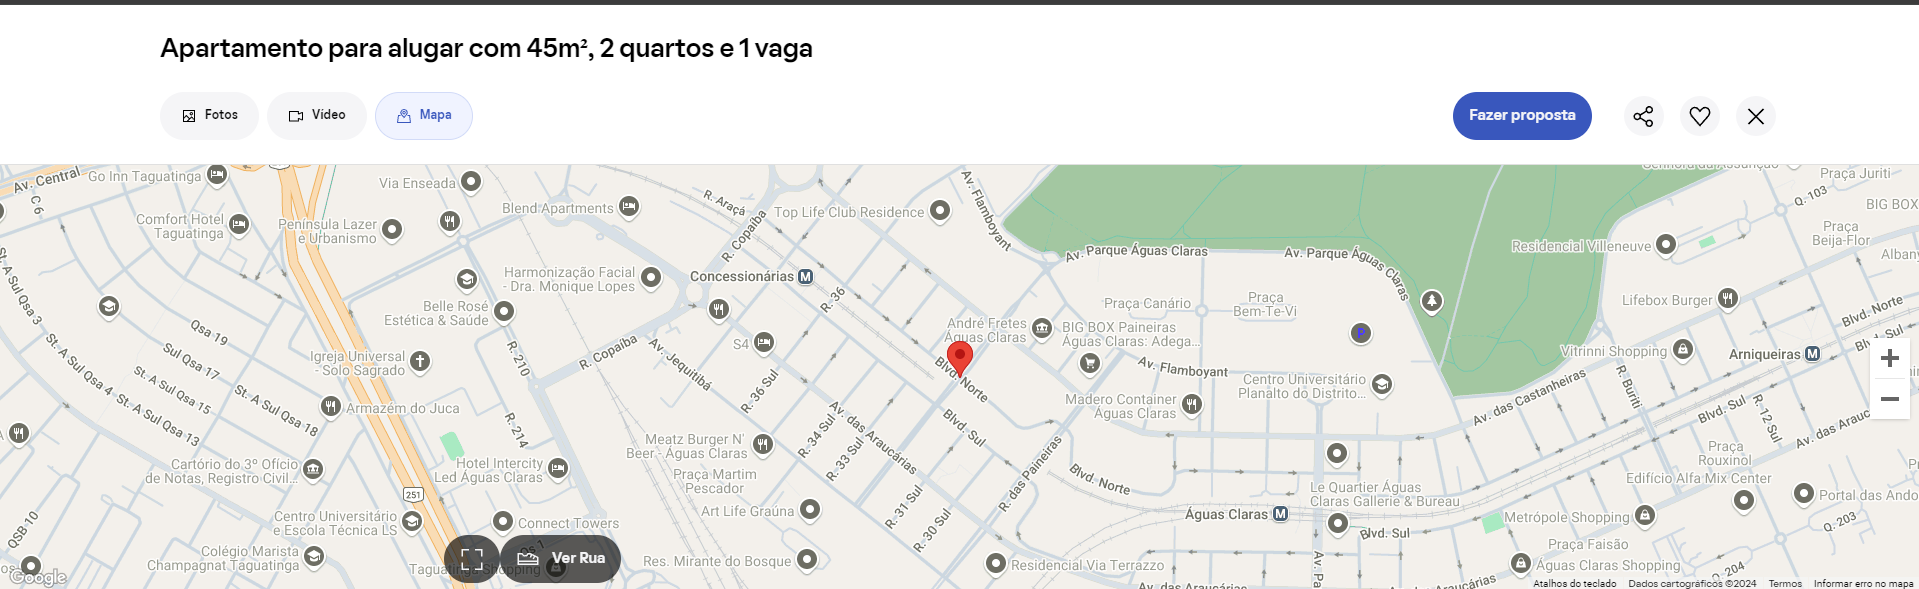 Apartamento para alugar com 45m², 2 quartos e 1 vaga
Fotos
Vídeo
Mapa
Fazer proposta
Av. Central
C 6
Go Inn Taguatinga
Comfort Hotel
Taguatinga
Península Lazer
e Urbanismo
Via Enseada
Blend Apartments
R. Araçá
R. Copaíba
Top Life Club Residence
Av. Flamboyant
Av. Parque Águas Claras
Av. Parque Águas Claras
Residencial Villeneuve
Praça Juriti
Q. 103
BIG BOX
Praça
Beija-Flor
Albany
Harmonização Facial
- Dra. Monique Lopes
Concessionárias
M
R. 36
Belle Rosé
Estética & Saúde
St. A Sul Qsa 3
Qsa 19
Sul Qsa 17
St. A Sul Qsa 15
St. A Sul Qsa 4
St. A Sul Qsa 13
St. A Sul Qsa 18
Igreja Universal
- Solo Sagrado
R. 210
R. Copaíba
Av. Jequitibá
S4
André Fretes
Águas Claras
BIG BOX Paineiras
Águas Claras: Adega...
Praça Canário
Praça
Bem-Te-Vi
P
Lifebox Burger
Blvd. Norte
Vitrinni Shopping
Arniqueiras
M
Blvd. Norte
Av. Flamboyant
Centro Universitário
Planalto do Distrito...
Madero Container
Águas Claras
R. 36 Sul
Armazém do Juca
R. 214
Blvd. Sul
Av. das Araucárias
R. 34 Sul
R. 33 Sul
Av. das Castanheiras
R. Buriti
Blvd. Sul
R. 12 Sul
Praça
Rouxinol
Meatz Burger N'
Beer - Águas Claras
Praça Martim
Pescador
Cartório do 3º Ofício
de Notas, Registro Civil...
Hotel Intercity
Led Águas Claras
251
R. das Paineiras
Blvd. Norte
R. 31 Sul
R. 30 Sul
Le Quartier Águas
Claras Gallerie & Bureau
Edifício Alfa Mix Center
Portal das Ando
Águas Claras
M
Blvd. Sul
Metrópole Shopping
Q. 203
QSB 10
Centro Universitário
e Escola Técnica LS
Connect Towers
Art Life Graúna
Colégio Marista
Champagnat Taguatinga
Ver Rua
Res. Mirante do Bosque
Residencial Via Terrazzo
Praça Faisão
Águas Claras Shopping
Q. 204
Google
Av. das
Atalhos do teclado
Dados cartográficos ©2024
Termos
Informar erro no mapa